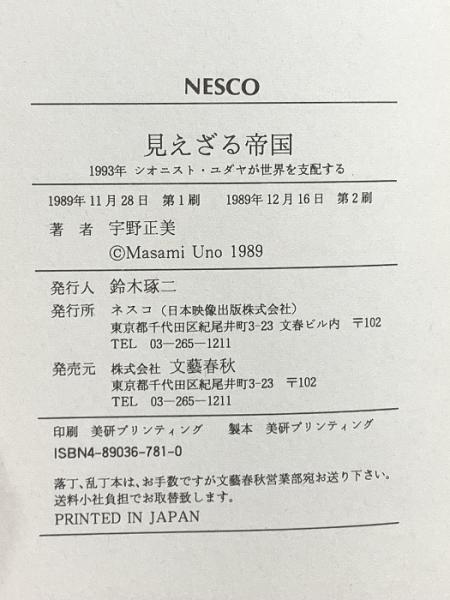 NESCO
見えざる帝国
1993年 シオニスト・ユダヤが世界を支配する
1989年11月28日 第1刷 1989年12月16日 第2刷
著 者 宇野正美
©Masami Uno 1989
発行人 鈴木琢二
発行所 ネスコ（日本映像出版株式会社）
東京都千代田区紀尾井町3-23 文春ビル内 〒102
TEL 03-265-1211
発売元 株式会社 文藝春秋
東京都千代田区紀尾井町3-23 〒102
TEL 03-265-1211
印刷 美研プリンティング 製本 美研プリンティング
ISBN4-89036-781-0
落丁、乱丁本は、お手数ですが文藝春秋営業部宛お送り下さい。
送料小社負担でお取替致します。
PRINTED IN JAPAN